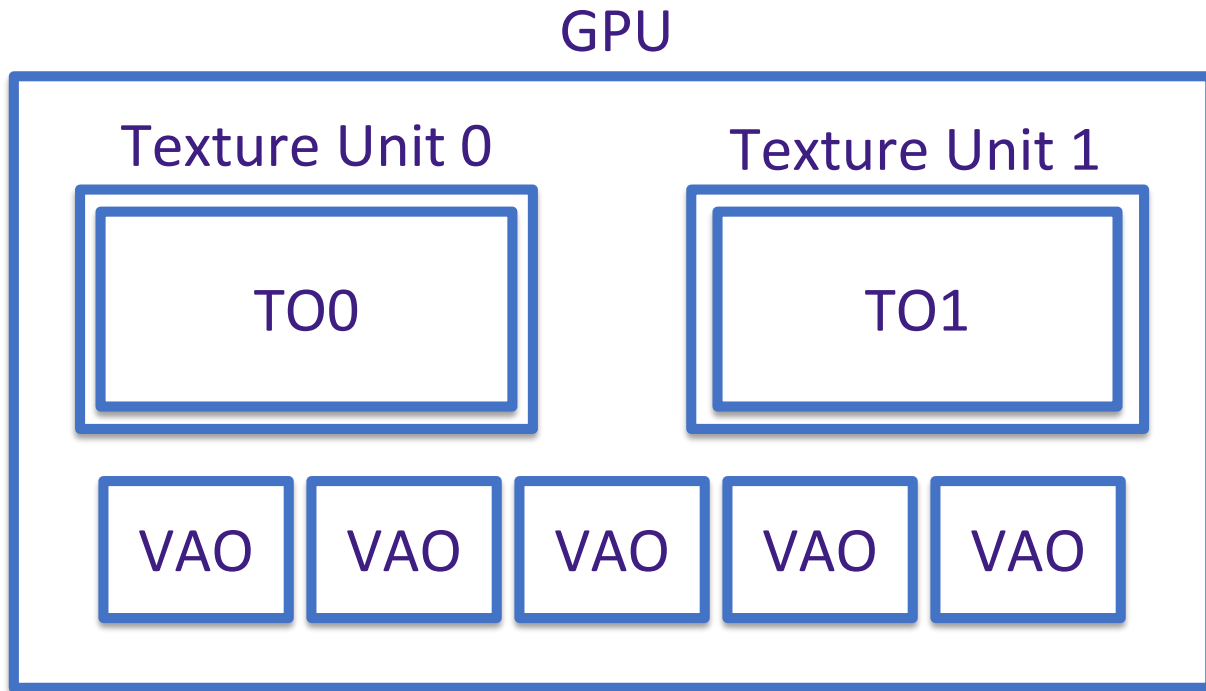 GPU
Texture Unit 0
Texture Unit 1
TO0
TO1
VAO
VAO
VAO
VAO
VAO